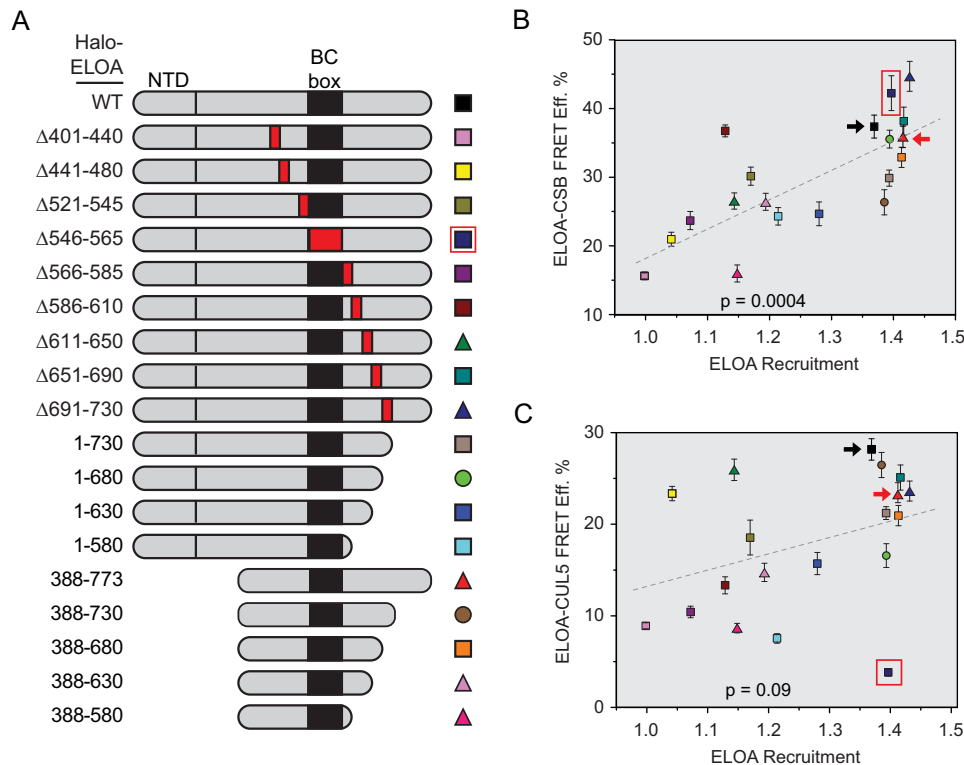 A
Halo-
ELOA
NTD
BC
box
WT
Δ401-440
Δ441-480
Δ521-545
Δ546-565
Δ566-585
Δ586-610
Δ611-650
Δ651-690
Δ691-730
1-730
1-680
1-630
1-580
388-773
388-730
388-680
388-630
388-580
B
ELOA-CSB FRET Eff. %
50
40
30
20
10
p = 0.0004
1.0 1.1 1.2 1.3 1.4 1.5
ELOA Recruitment
C
ELOA-CUL5 FRET Eff. %
30
20
10
0
p = 0.09
1.0 1.1 1.2 1.3 1.4 1.5
ELOA Recruitment